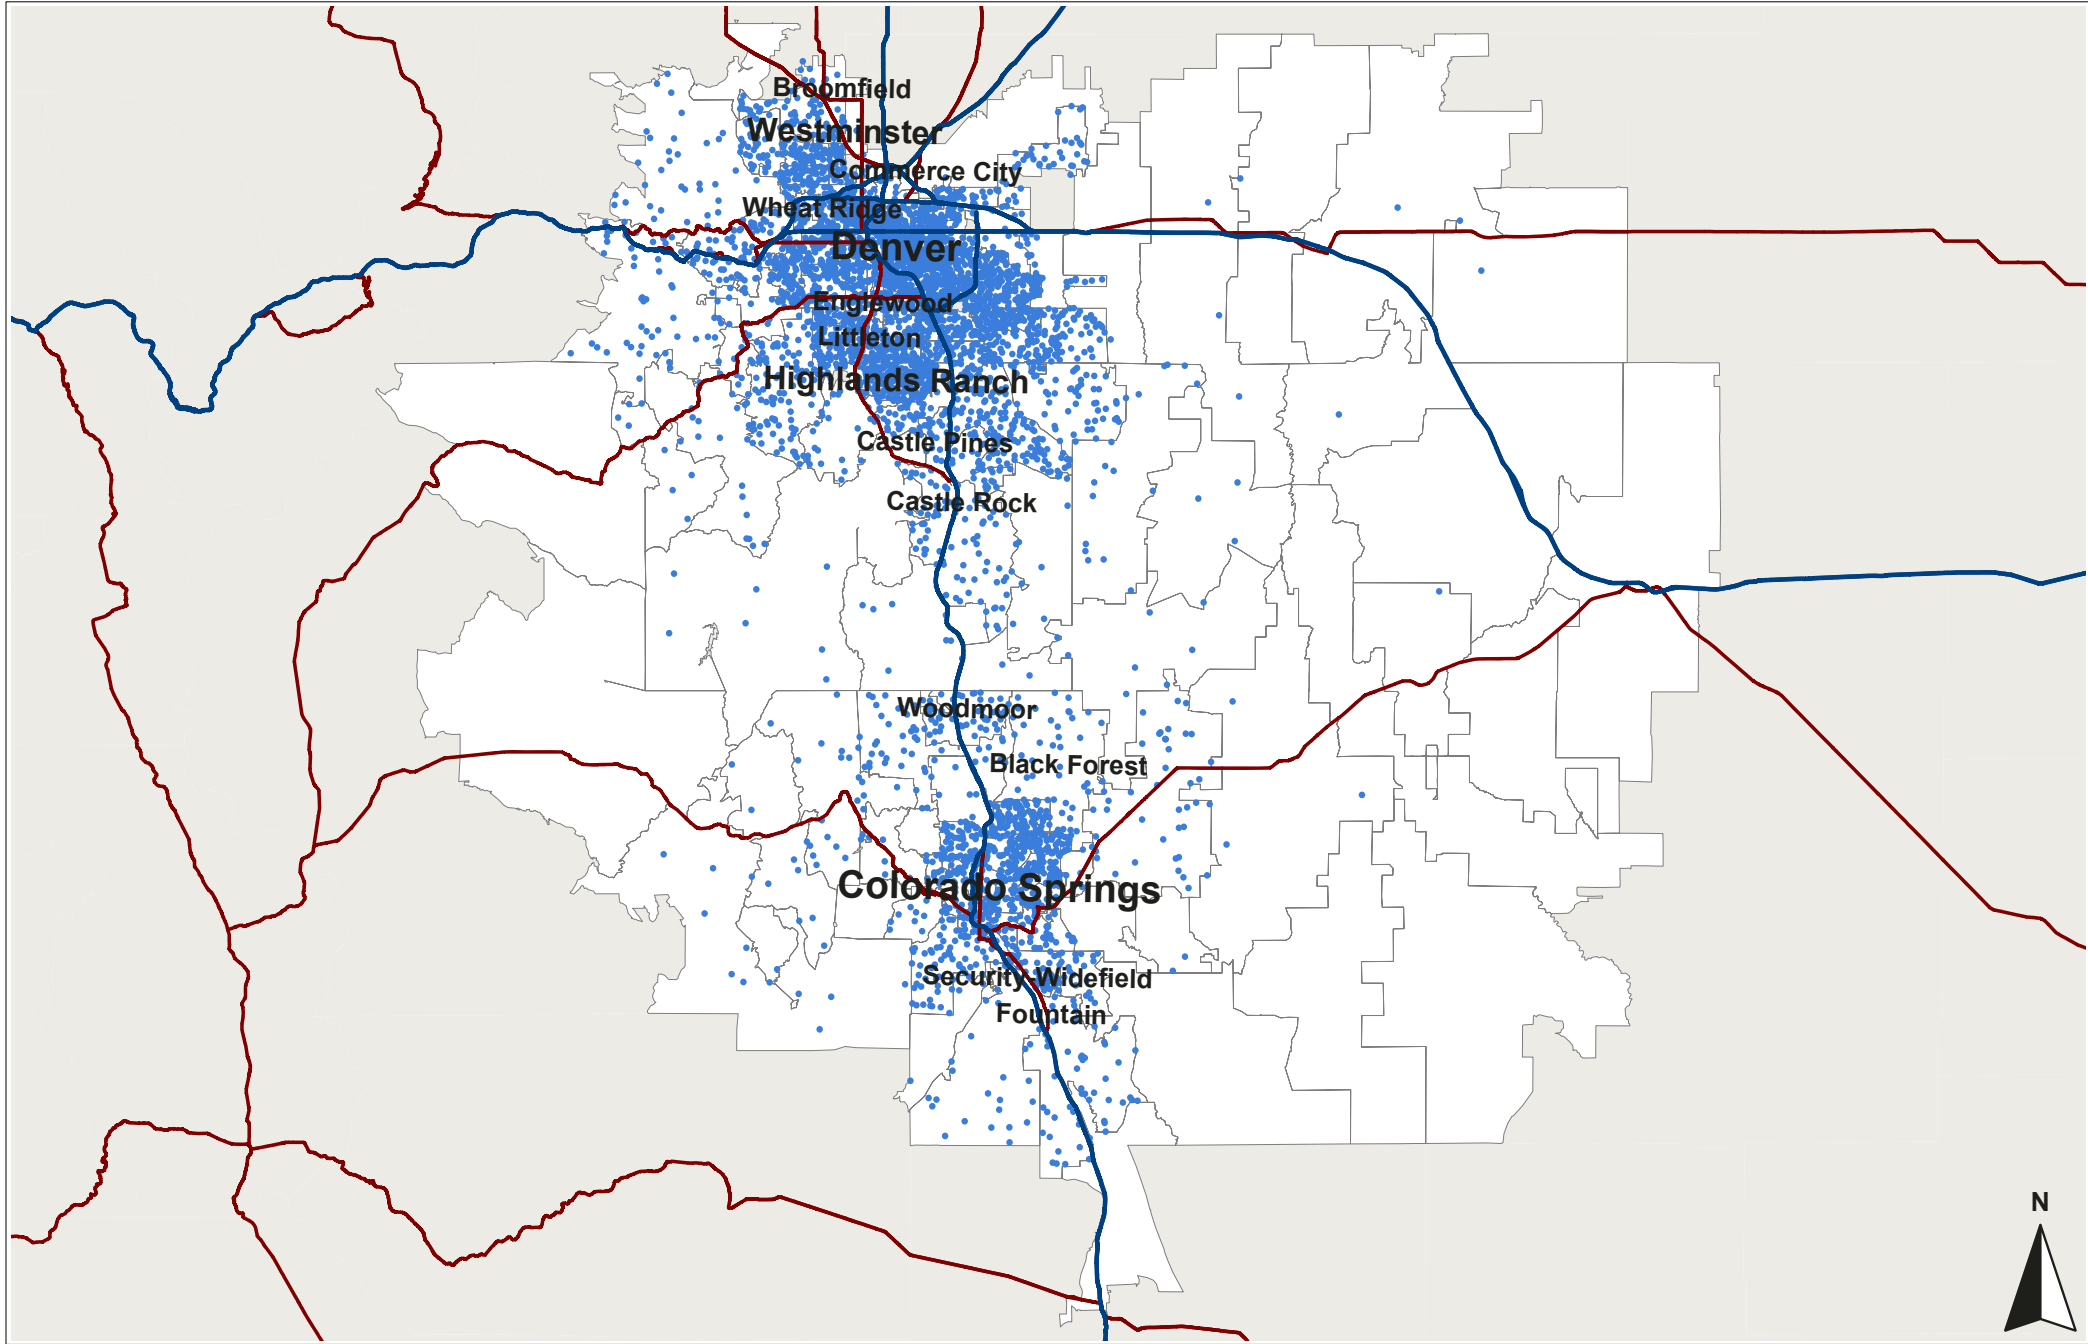 Broomfield
Westminster
Commerce City
Wheat Ridge
Denver
Englewood
Littleton
Highlands Ranch
Castle Pines
Castle Rock
Woodmoor
Black Forest
Colorado Springs
Security-Widefield
Fountain
N